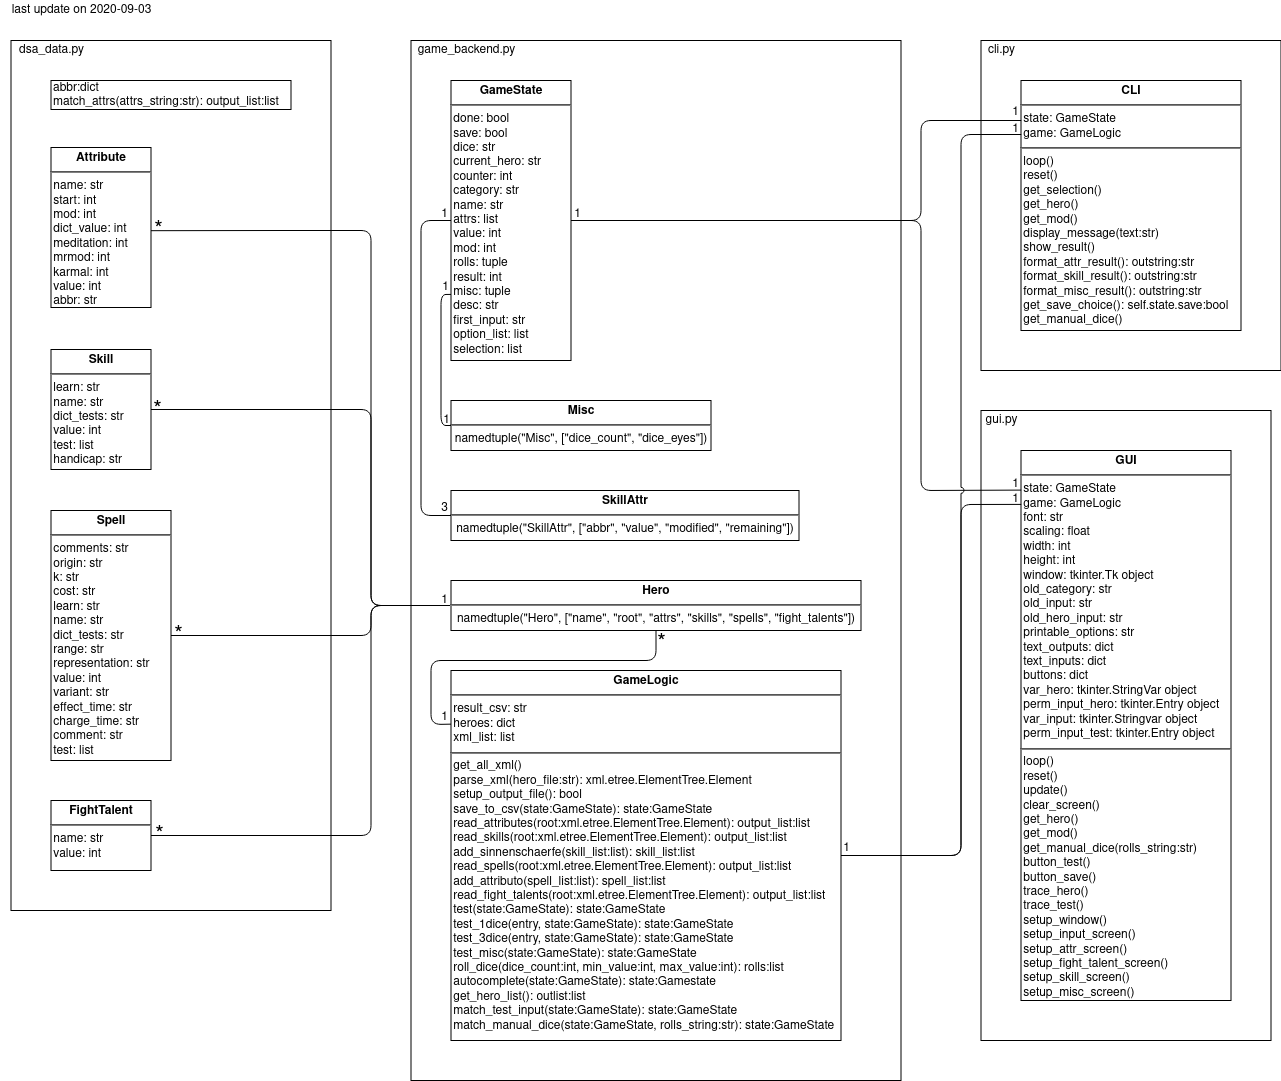 last update on 2020-09-03
dsa_data.py
abbr:dict
match_attrs(attrs_string:str): output_list:list
Attribute
name: str
start: int
mod: int
dict_value: int
meditation: int
mrmod: int
karmal: int
value: int
abbr: str
*
Skill
learn: str
name: str
dict_tests: str
value: int
test: list
handicap: str
*
Spell
comments: str
origin: str
k: str
cost: str
learn: str
name: str
dict_tests: str
range: str
representation: str
value: int
variant: str
effect_time: str
charge_time: str
comment: str
test: list
*
FightTalent
name: str
value: int
*
game_backend.py
GameState
done: bool
save: bool
dice: str
current_hero: str
counter: int
category: str
name: str
attrs: list
value: int
mod: int
rolls: tuple
result: int
misc: tuple
desc: str
first_input: str
option_list: list
selection: list
1
1
1
Misc
namedtuple("Misc", ["dice_count", "dice_eyes"])
1
SkillAttr
namedtuple("SkillAttr", ["abbr", "value", "modified", "remaining"])
3
Hero
namedtuple("Hero", ["name", "root", "attrs", "skills", "spells", "fight_talents"])
1
*
GameLogic
result_csv: str
heroes: dict
xml_list: list
1
get_all_xml()
parse_xml(hero_file:str): xml.etree.ElementTree.Element
setup_output_file(): bool
save_to_csv(state:GameState): state:GameState
read_attributes(root:xml.etree.ElementTree.Element): output_list:list
read_skills(root:xml.etree.ElementTree.Element): output_list:list
add_sinnenschaerfe(skill_list:list): skill_list:list
read_spells(root:xml.etree.ElementTree.Element): output_list:list
add_attributo(spell_list:list): spell_list:list
read_fight_talents(root:xml.etree.ElementTree.Element): output_list:list
test(state:GameState): state:GameState
test_1dice(entry, state:GameState): state:GameState
test_3dice(entry, state:GameState): state:GameState
test_misc(state:GameState): state:GameState
roll_dice(dice_count:int, min_value:int, max_value:int): rolls:list
autocomplete(state:GameState): state:Gamestate
get_hero_list(): outlist:list
match_test_input(state:GameState): state:GameState
match_manual_dice(state:GameState, rolls_string:str): state:GameState
1
cli.py
CLI
1
state: GameState
1
game: GameLogic
loop()
reset()
get_selection()
get_hero()
get_mod()
display_message(text:str)
show_result()
format_attr_result(): outstring:str
format_skill_result(): outstring:str
format_misc_result(): outstring:str
get_save_choice(): self.state.save:bool
get_manual_dice()
gui.py
GUI
1
state: GameState
1
game: GameLogic
font: str
scaling: float
width: int
height: int
window: tkinter.Tk object
old_category: str
old_input: str
old_hero_input: str
printable_options: str
text_outputs: dict
text_inputs: dict
buttons: dict
var_hero: tkinter.StringVar object
perm_input_hero: tkinter.Entry object
var_input: tkinter.Stringvar object
perm_input_test: tkinter.Entry object
loop()
reset()
update()
clear_screen()
get_hero()
get_mod()
get_manual_dice(rolls_string:str)
button_test()
button_save()
trace_hero()
trace_test()
setup_window()
setup_input_screen()
setup_attr_screen()
setup_fight_talent_screen()
setup_skill_screen()
setup_misc_screen()